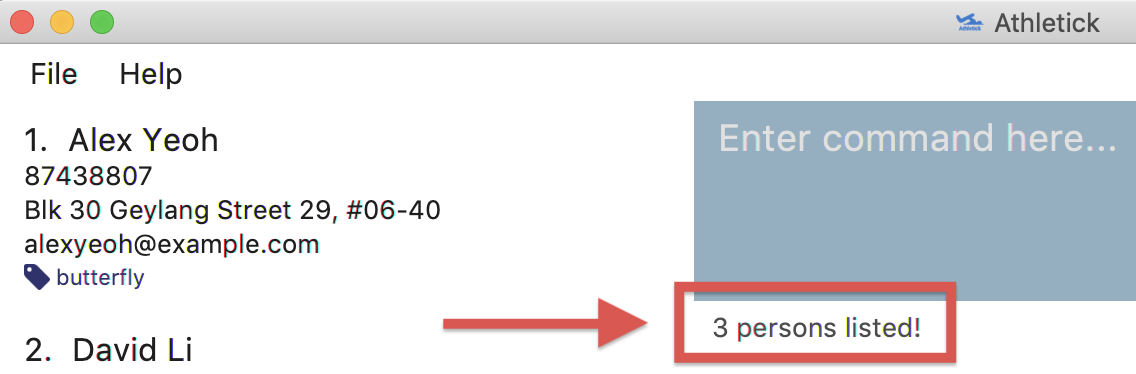 Athletick
File Help
1. Alex Yeoh
87438807
Blk 30 Geylang Street 29, #06-40
alexyeoh@example.com
butterfly
2. David Li
Enter command here...
3 persons listed!